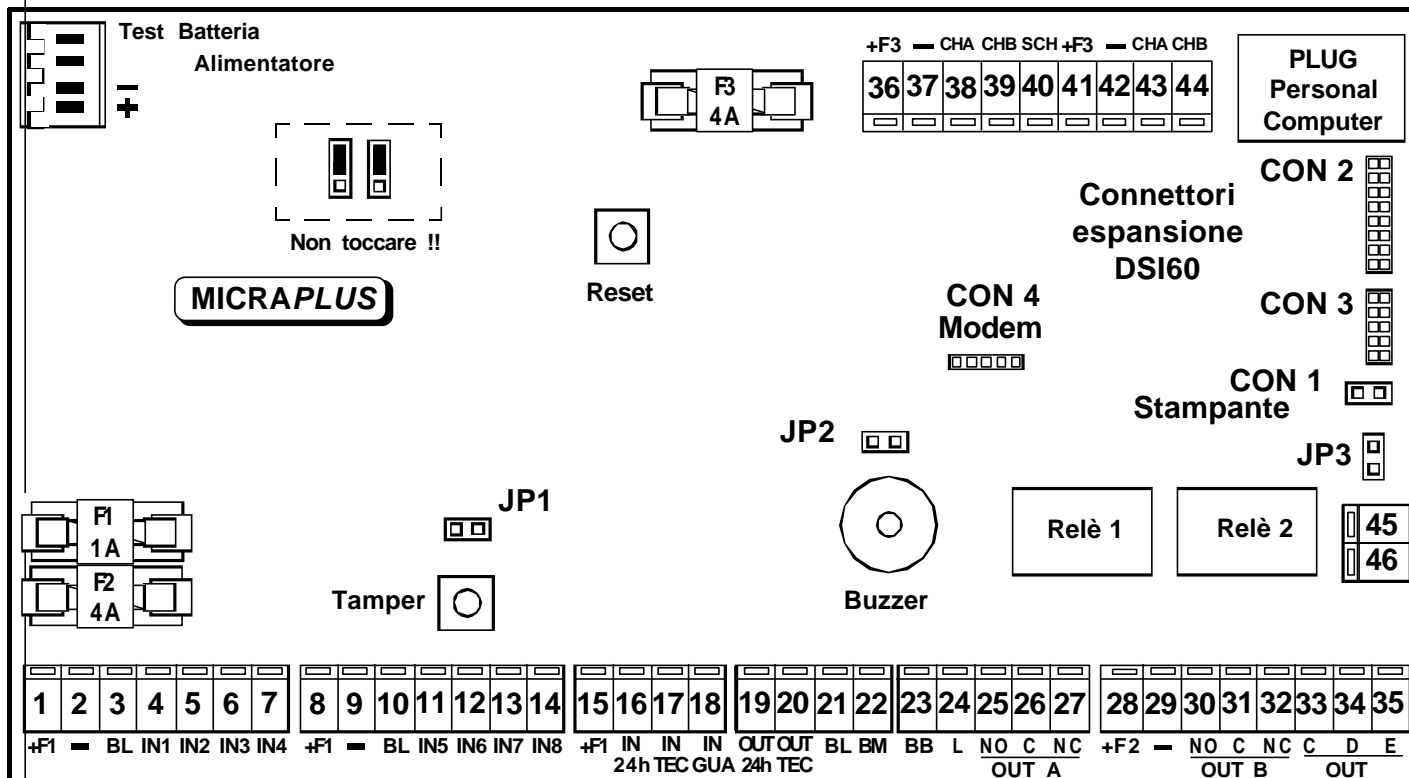 Test Batteria
Alimentatore
− +
+F3 − CHA CHB SCH +F3 − CHA CHB
36 37 38 39 40 41 42 43 44
F3
4A
PLUG
Personal
Computer
Non toccare !!
MICRAPLUS
Reset
CON 2
Connettori
espansione
DSI60
CON 4
Modem
CON 3
CON 1
Stampante
JP2
JP3
JP1
F1
1A
F2
4A
Tamper
Buzzer
Relè 1
Relè 2
45
46
1 2 3 4 5 6 7
+F1 − BL IN1 IN2 IN3 IN4
8 9 10 11 12 13 14
+F1 − BL IN5 IN6 IN7 IN8
15 16 17 18
+F1 IN IN IN
24h TEC GUA
19 20 21 22
OUT OUT BL BM
24h TEC
23 24 25 26 27
BB L NO C NC
OUT A
28 29 30 31 32 33 34 35
+F2 − NO C NC C D E
OUT B OUT